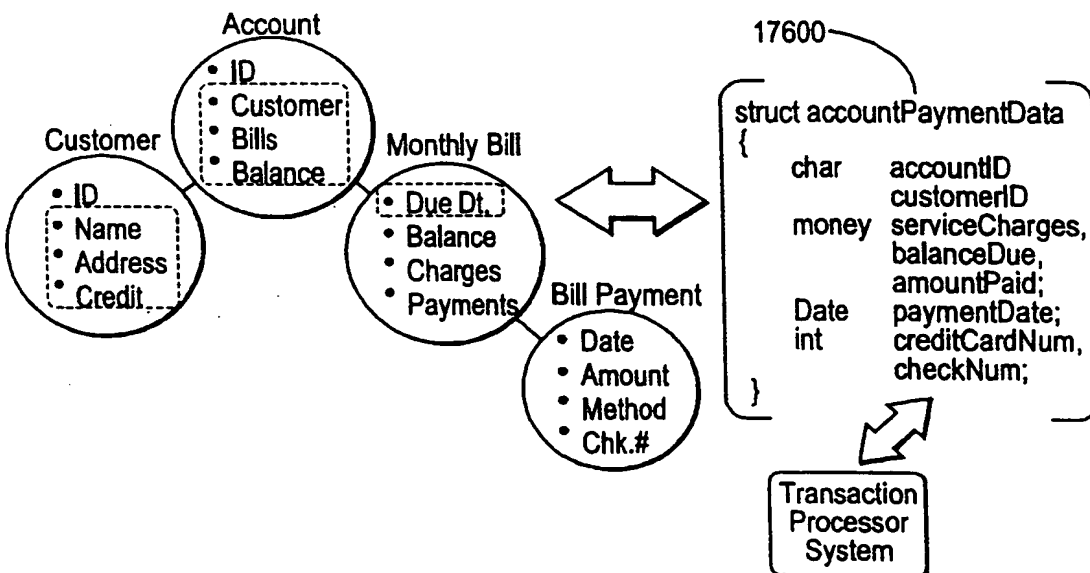 Account
• ID
• Customer
• Bills
• Balance
Customer
• ID
• Name
• Address
• Credit
Monthly Bill
• Due Dt.
• Balance
• Charges
• Payments
Bill Payment
• Date
• Amount
• Method
• Chk.#
17600
struct accountPaymentData
{
char accountID
customerID
money serviceCharges,
balanceDue,
amountPaid;
Date paymentDate;
int creditCardNum,
checkNum;
}
Transaction
Processor
System